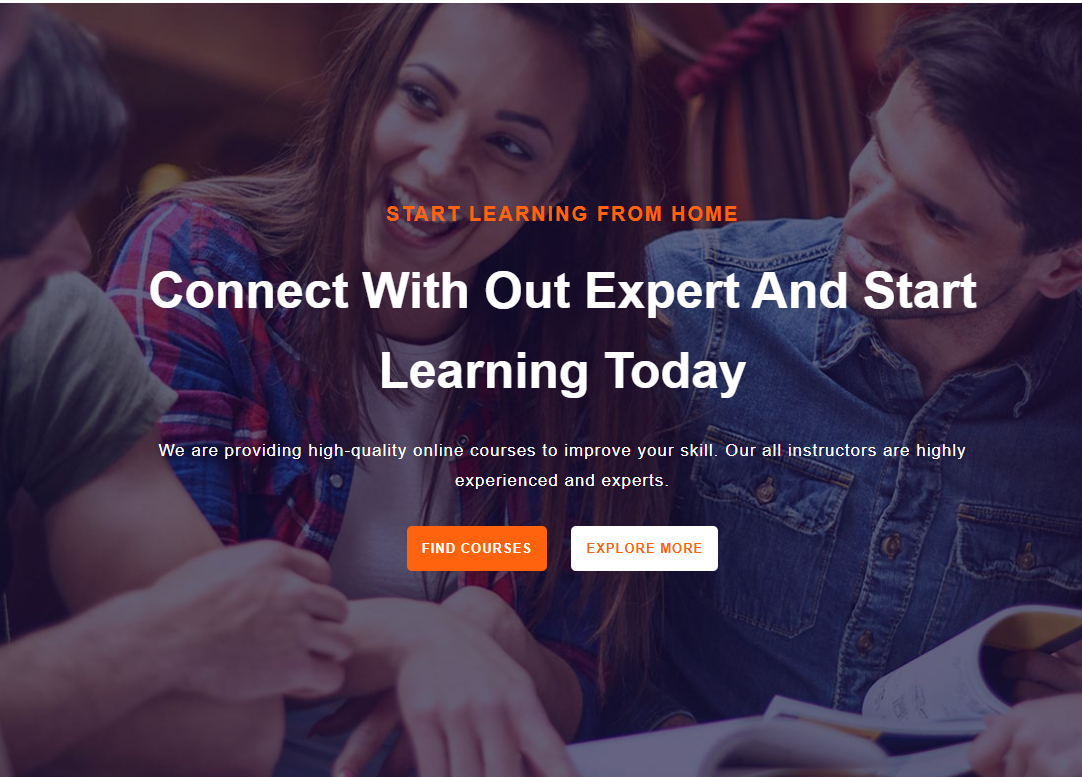 START LEARNING FROM HOME
Connect With Out Expert And Start
Learning Today
We are providing high-quality online courses to improve your skill. Our all instructors are highly
experienced and experts.
FIND COURSES
EXPLORE MORE